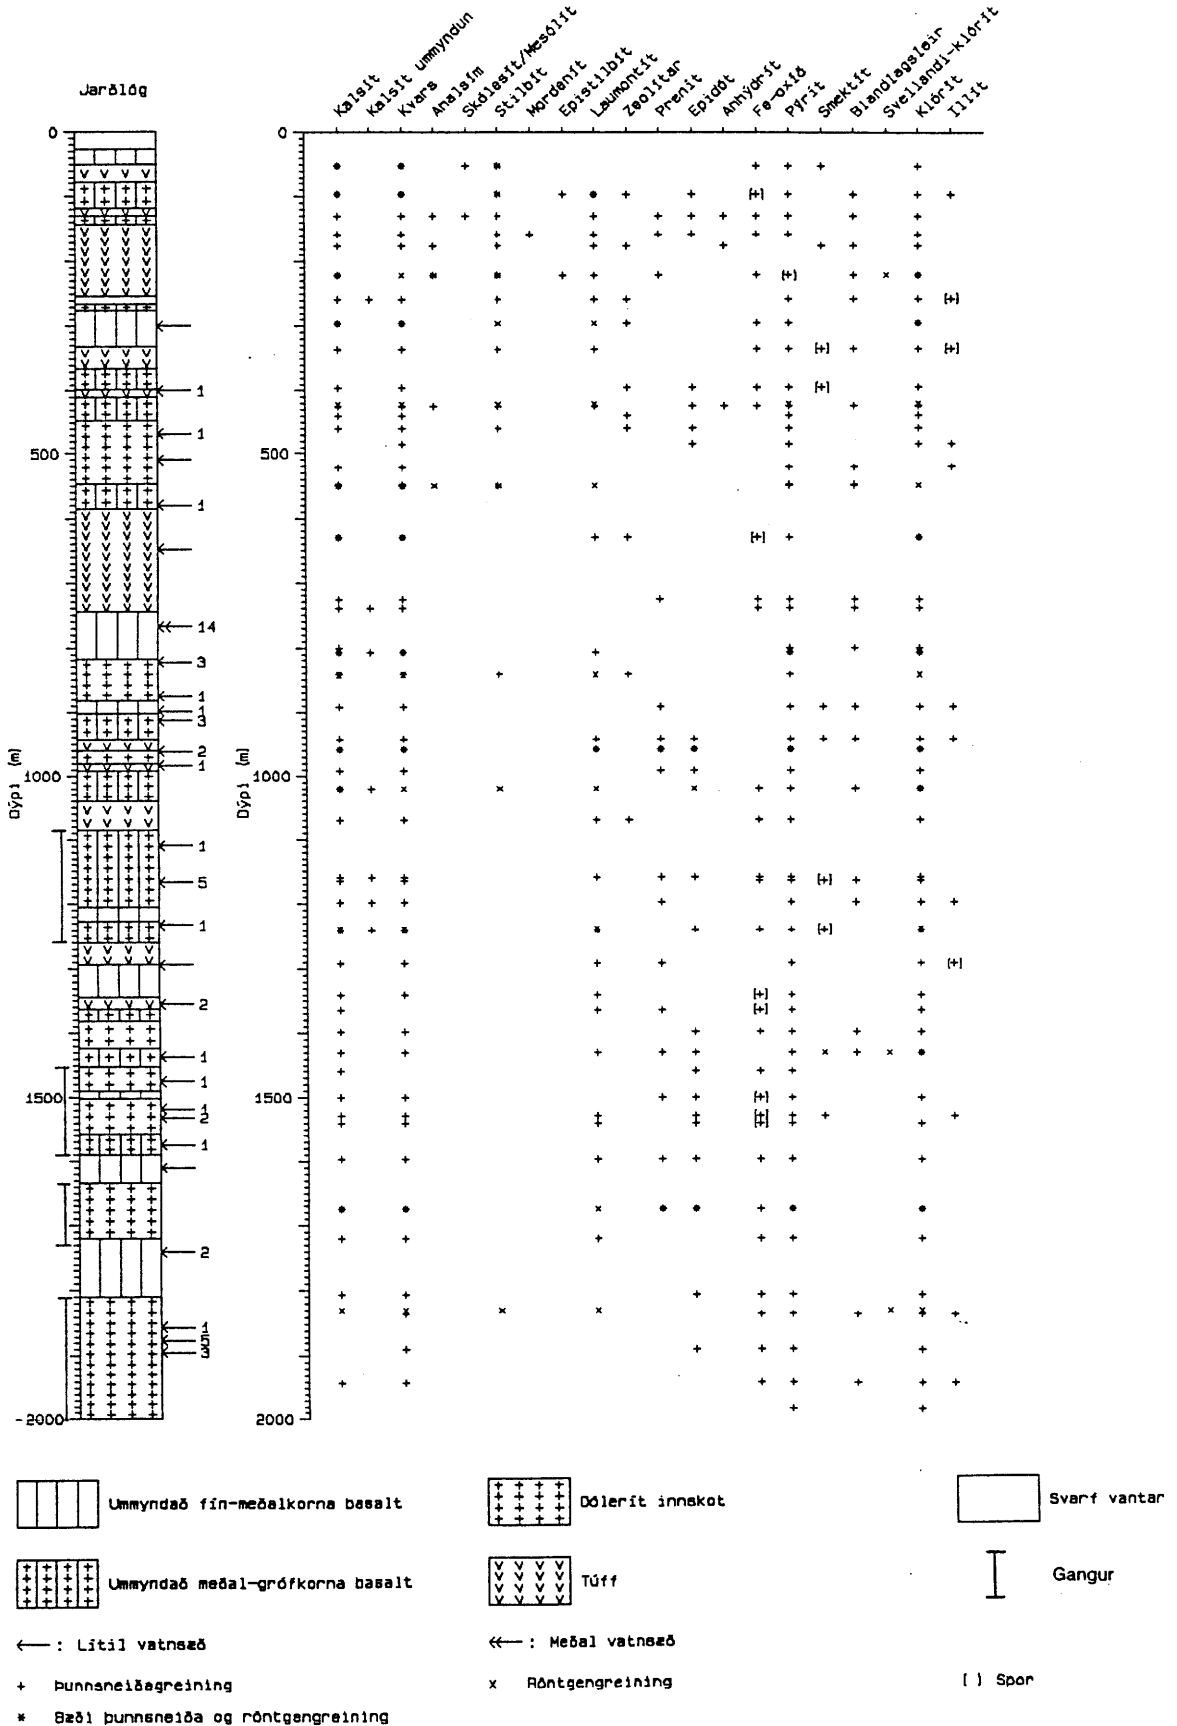 Jarðlög
Kalsít
Kalsít ummyndun
Kvars
Analsím
Skólesít/Mesólít
Stilbít
Mordenít
Epistilbít
Laumontít
Zeolítar
Prenít
Epidót
Anhýdrít
Fe-oxíð
Pýrít
Smektít
Blandlagsleir
Svellandi-klórít
Klórít
Illít
0
0
1
1
500
500
1
14
3
1
1
3
2
1
1000
1000
Dýpi (m)
Dýpi (m)
1
5
1
2
1
1
1500
1500
1
2
1
2
1
5
3
-2000
2000
Ummyndað fín-meðalkorna basalt
Dólerít innskot
Svarf vantar
Ummyndað meðal-grófkorna basalt
Túff
Gangur
: Lítil vatnsæð
: Meðal vatnsæð
+ Þunnsneiðagreining
x Röntgengreining
[ ] Spor
* Bæði þunnsneiða og röntgengreining